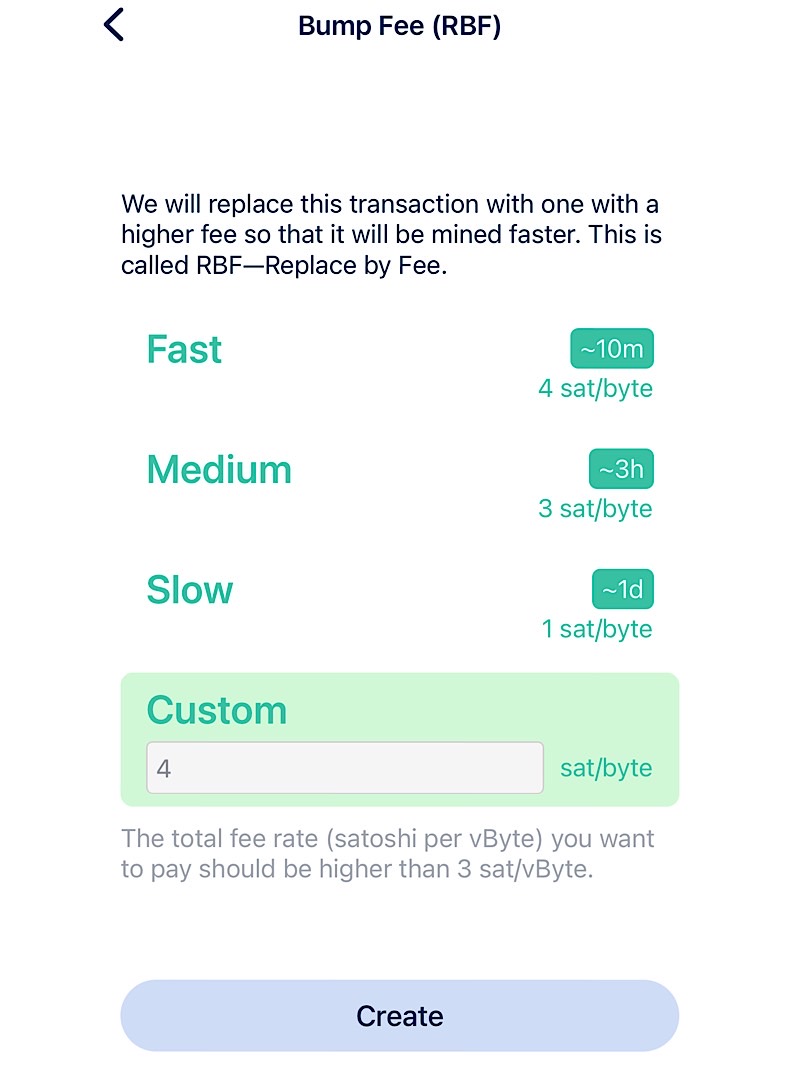 Bump Fee (RBF)
We will replace this transaction with one with a
higher fee so that it will be mined faster. This is
called RBF—Replace by Fee.
Fast
~10m
4 sat/byte
Medium
~3h
3 sat/byte
Slow
~1d
1 sat/byte
Custom
4
sat/byte
The total fee rate (satoshi per vByte) you want
to pay should be higher than 3 sat/vByte.
Create